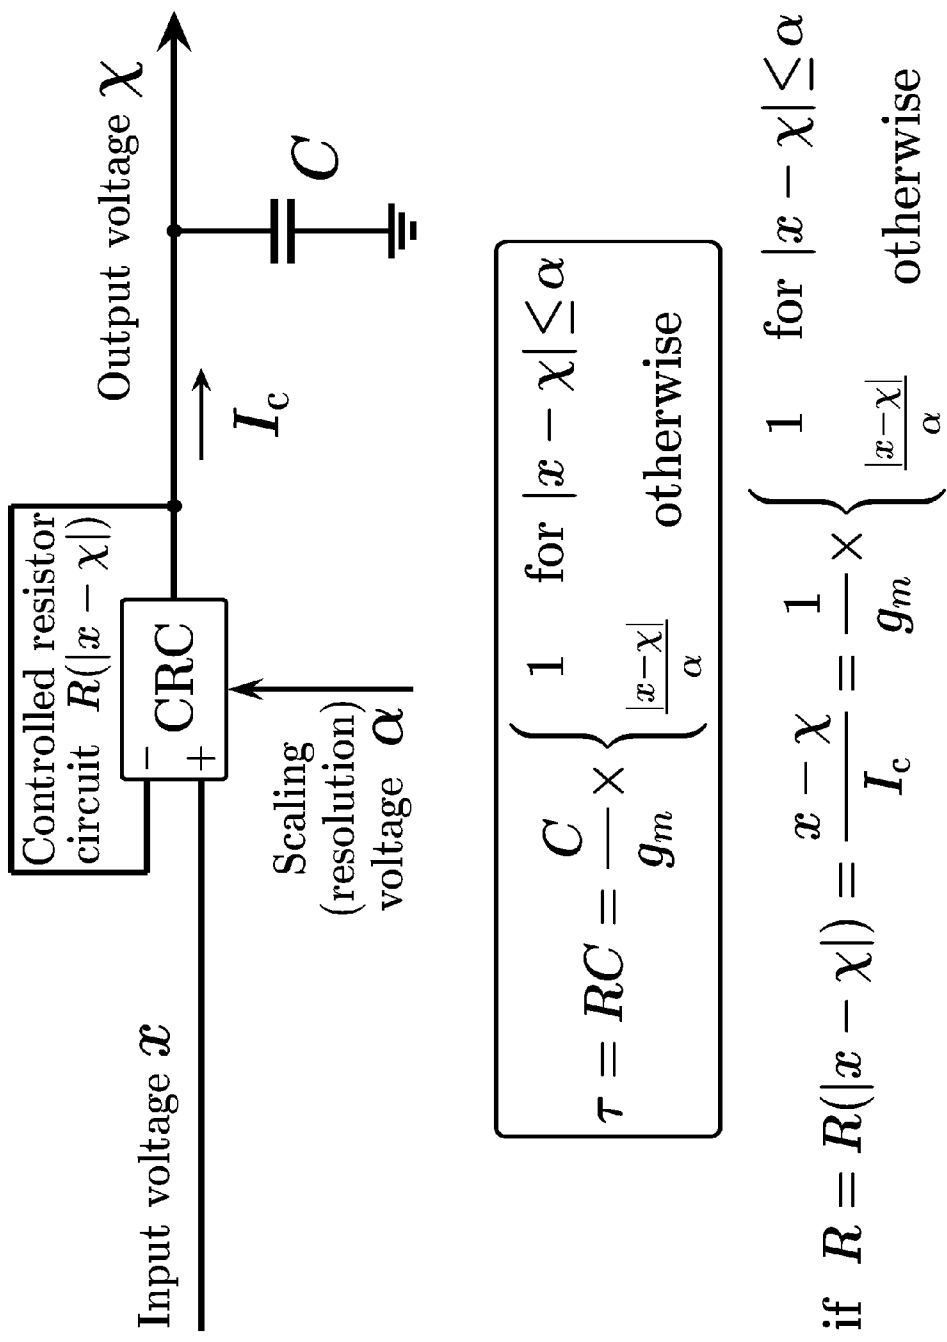 Controlled resistor
circuit R(|x − χ|)
Input voltage x
Output voltage χ
−
+
CRC
I_c
C
Scaling
(resolution)
voltage α
τ = RC = C/g_m × { 1 for |x − χ| ≤ α
|x−χ|/α otherwise
if R = R(|x − χ|) = (x − χ)/I_c = 1/g_m × { 1 for |x − χ| ≤ α
|x−χ|/α otherwise